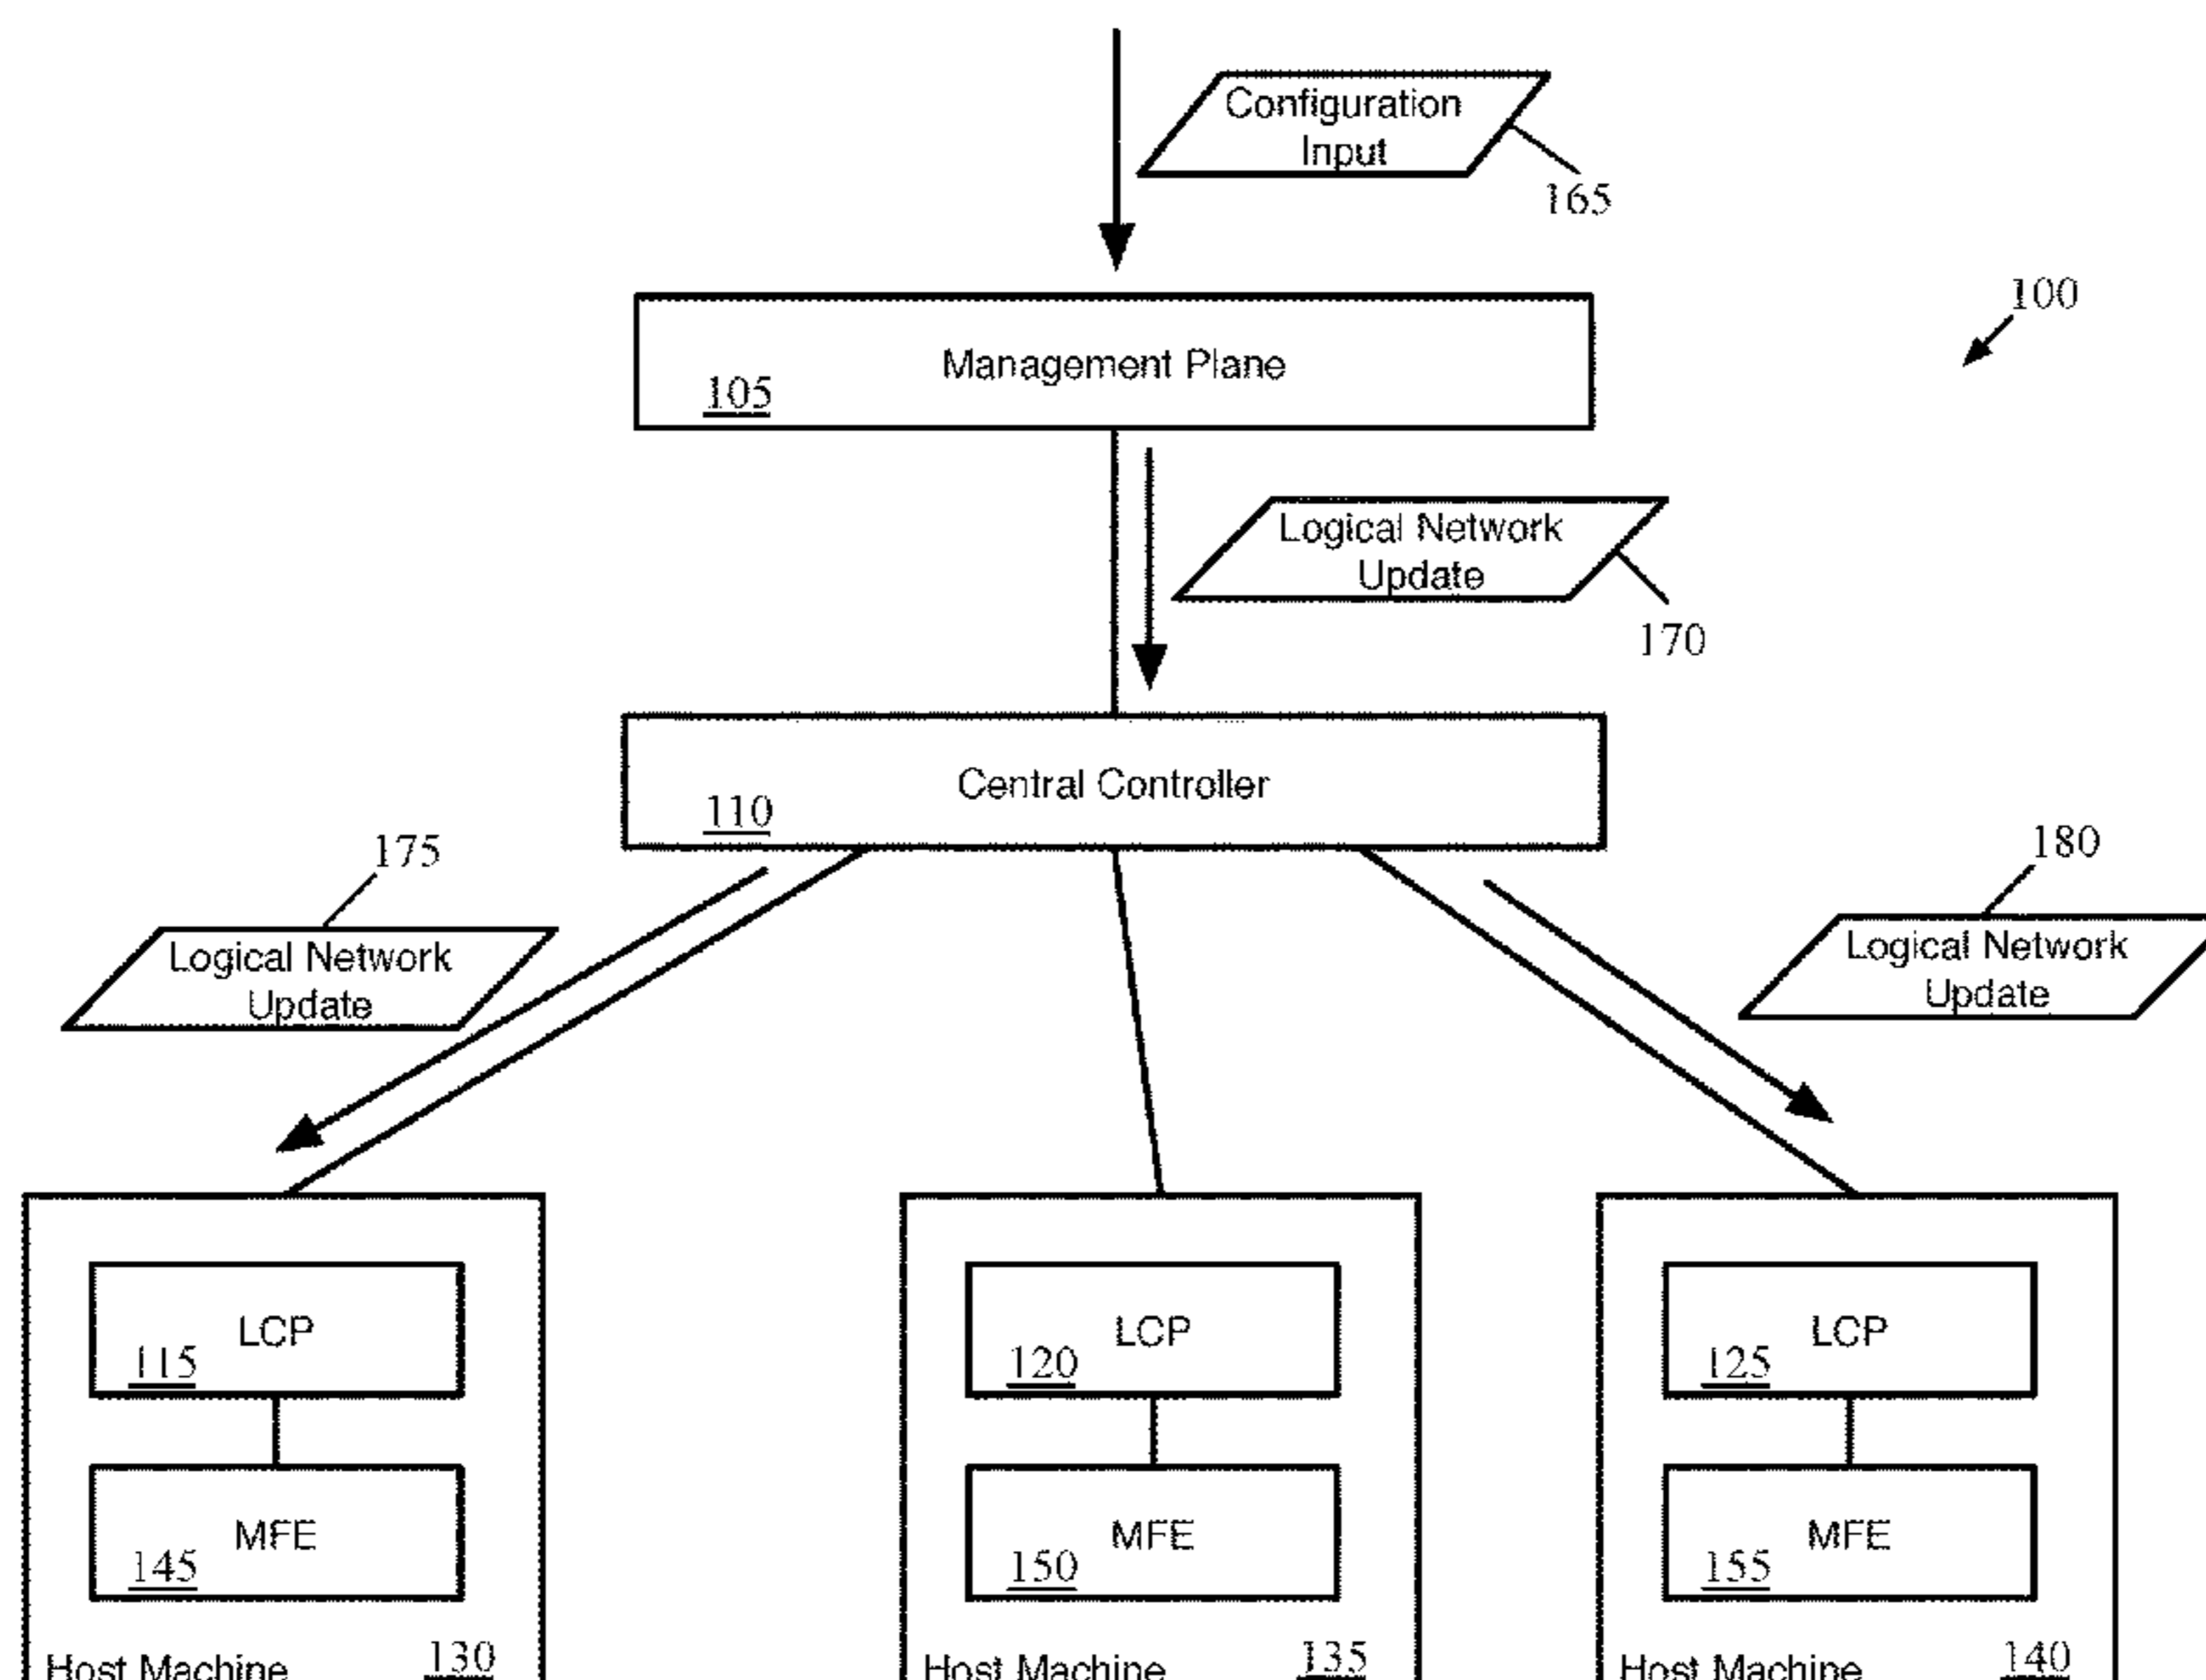 Configuration
Input
165
100
Management Plane
105
Logical Network
Update
170
Central Controller
110
175
180
Logical Network
Update
Logical Network
Update
LCP
115
LCP
120
LCP
125
MFE
145
MFE
150
MFE
155
Host Machine 130
Host Machine 135
Host Machine 140